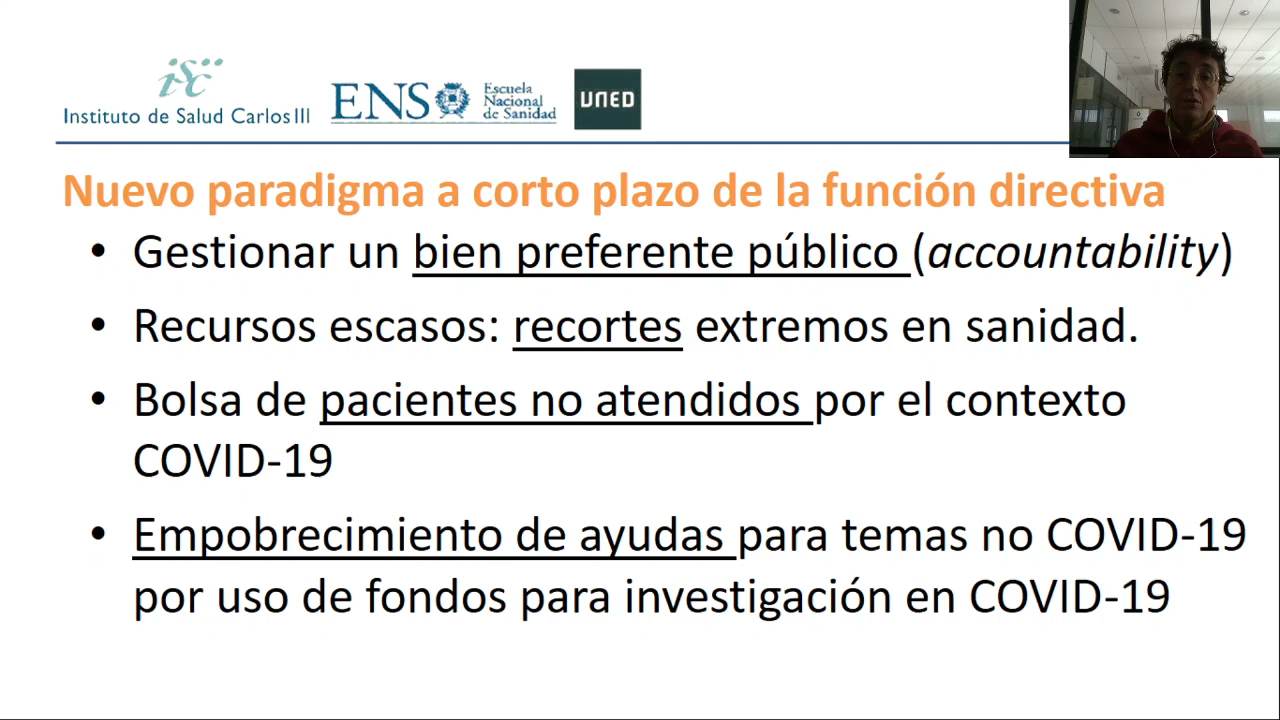 isc
Instituto de Salud Carlos III
ENS
Escuela
Nacional
de Sanidad
UNED
Nuevo paradigma a corto plazo de la función directiva
• Gestionar un bien preferente público (accountability)
• Recursos escasos: recortes extremos en sanidad.
• Bolsa de pacientes no atendidos por el contexto
COVID-19
• Empobrecimiento de ayudas para temas no COVID-19
por uso de fondos para investigación en COVID-19